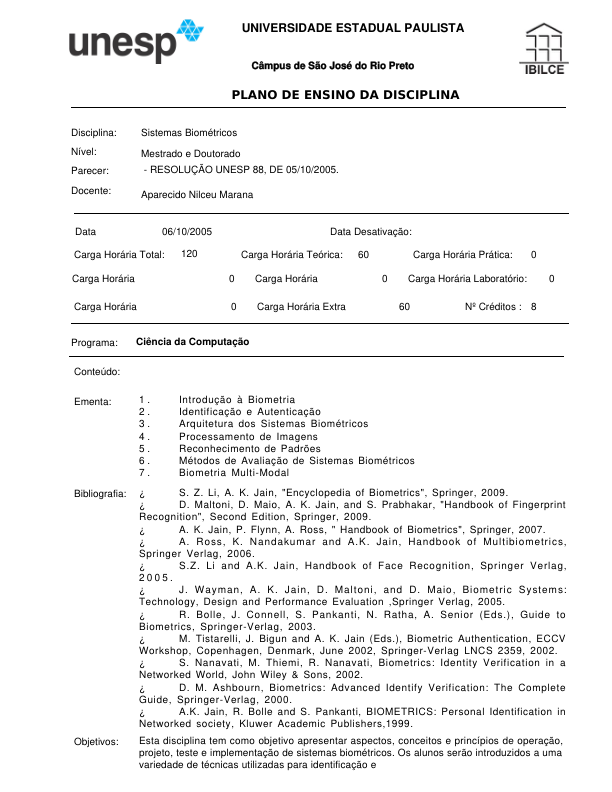 unesp
UNIVERSIDADE ESTADUAL PAULISTA
Câmpus de São José do Rio Preto
IBILCE
PLANO DE ENSINO DA DISCIPLINA
Disciplina: Sistemas Biométricos
Nível: Mestrado e Doutorado
Parecer: - RESOLUÇÃO UNESP 88, DE 05/10/2005.
Docente: Aparecido Nilceu Marana
Data 06/10/2005 Data Desativação:
Carga Horária Total: 120 Carga Horária Teórica: 60 Carga Horária Prática: 0
Carga Horária 0 Carga Horária 0 Carga Horária Laboratório: 0
Carga Horária 0 Carga Horária Extra 60 Nº Créditos : 8
Programa: Ciência da Computação
Conteúdo:
Ementa: 1. Introdução à Biometria
2. Identificação e Autenticação
3. Arquitetura dos Sistemas Biométricos
4. Processamento de Imagens
5. Reconhecimento de Padrões
6. Métodos de Avaliação de Sistemas Biométricos
7. Biometria Multi-Modal
Bibliografia: ¿ S. Z. Li, A. K. Jain, "Encyclopedia of Biometrics", Springer, 2009.
¿ D. Maltoni, D. Maio, A. K. Jain, and S. Prabhakar, "Handbook of Fingerprint
Recognition", Second Edition, Springer, 2009.
¿ A. K. Jain, P. Flynn, A. Ross, " Handbook of Biometrics", Springer, 2007.
¿ A. Ross, K. Nandakumar and A.K. Jain, Handbook of Multibiometrics,
Springer Verlag, 2006.
¿ S.Z. Li and A.K. Jain, Handbook of Face Recognition, Springer Verlag,
2005.
¿ J. Wayman, A. K. Jain, D. Maltoni, and D. Maio, Biometric Systems:
Technology, Design and Performance Evaluation ,Springer Verlag, 2005.
¿ R. Bolle, J. Connell, S. Pankanti, N. Ratha, A. Senior (Eds.), Guide to
Biometrics, Springer-Verlag, 2003.
¿ M. Tistarelli, J. Bigun and A. K. Jain (Eds.), Biometric Authentication, ECCV
Workshop, Copenhagen, Denmark, June 2002, Springer-Verlag LNCS 2359, 2002.
¿ S. Nanavati, M. Thiemi, R. Nanavati, Biometrics: Identity Verification in a
Networked World, John Wiley & Sons, 2002.
¿ D. M. Ashbourn, Biometrics: Advanced Identify Verification: The Complete
Guide, Springer-Verlag, 2000.
¿ A.K. Jain, R. Bolle and S. Pankanti, BIOMETRICS: Personal Identification in
Networked society, Kluwer Academic Publishers,1999.
Objetivos: Esta disciplina tem como objetivo apresentar aspectos, conceitos e princípios de operação,
projeto, teste e implementação de sistemas biométricos. Os alunos serão introduzidos a uma
variedade de técnicas utilizadas para identificação e